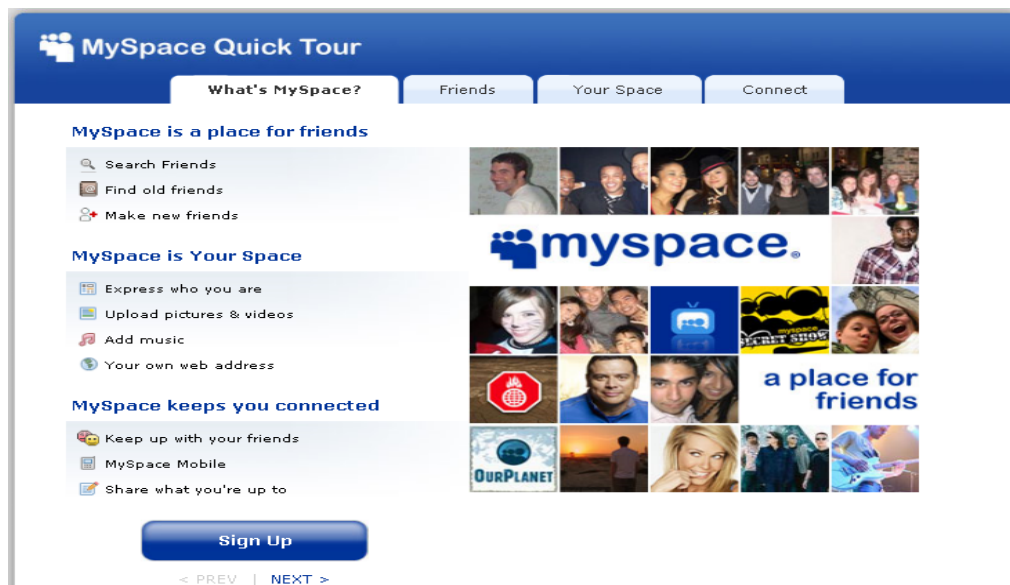 MySpace Quick Tour
What's MySpace?
Friends
Your Space
Connect
MySpace is a place for friends
Search Friends
Find old friends
Make new friends
MySpace is Your Space
Express who you are
Upload pictures & videos
Add music
Your own web address
MySpace keeps you connected
Keep up with your friends
MySpace Mobile
Share what you're up to
Sign Up
< PREV | NEXT >
myspace®
myspace
SECRET SHOW
a place for
friends
OURPLANET